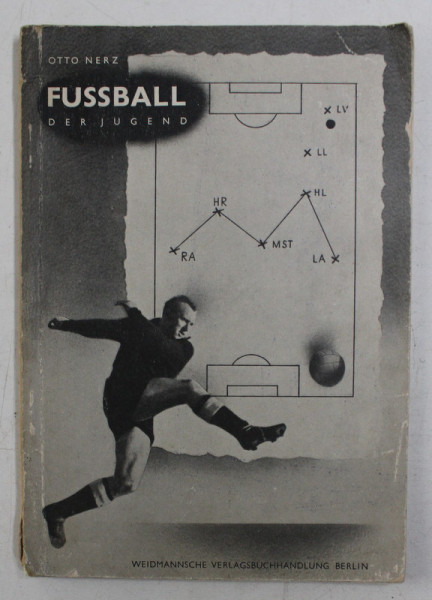 OTTO NERZ
FUSSBALL
DER JUGEND
LV
LL
HL
HR
MST
RA
LA
WEIDMANNSCHE VERLAGSBUCHHANDLUNG BERLIN